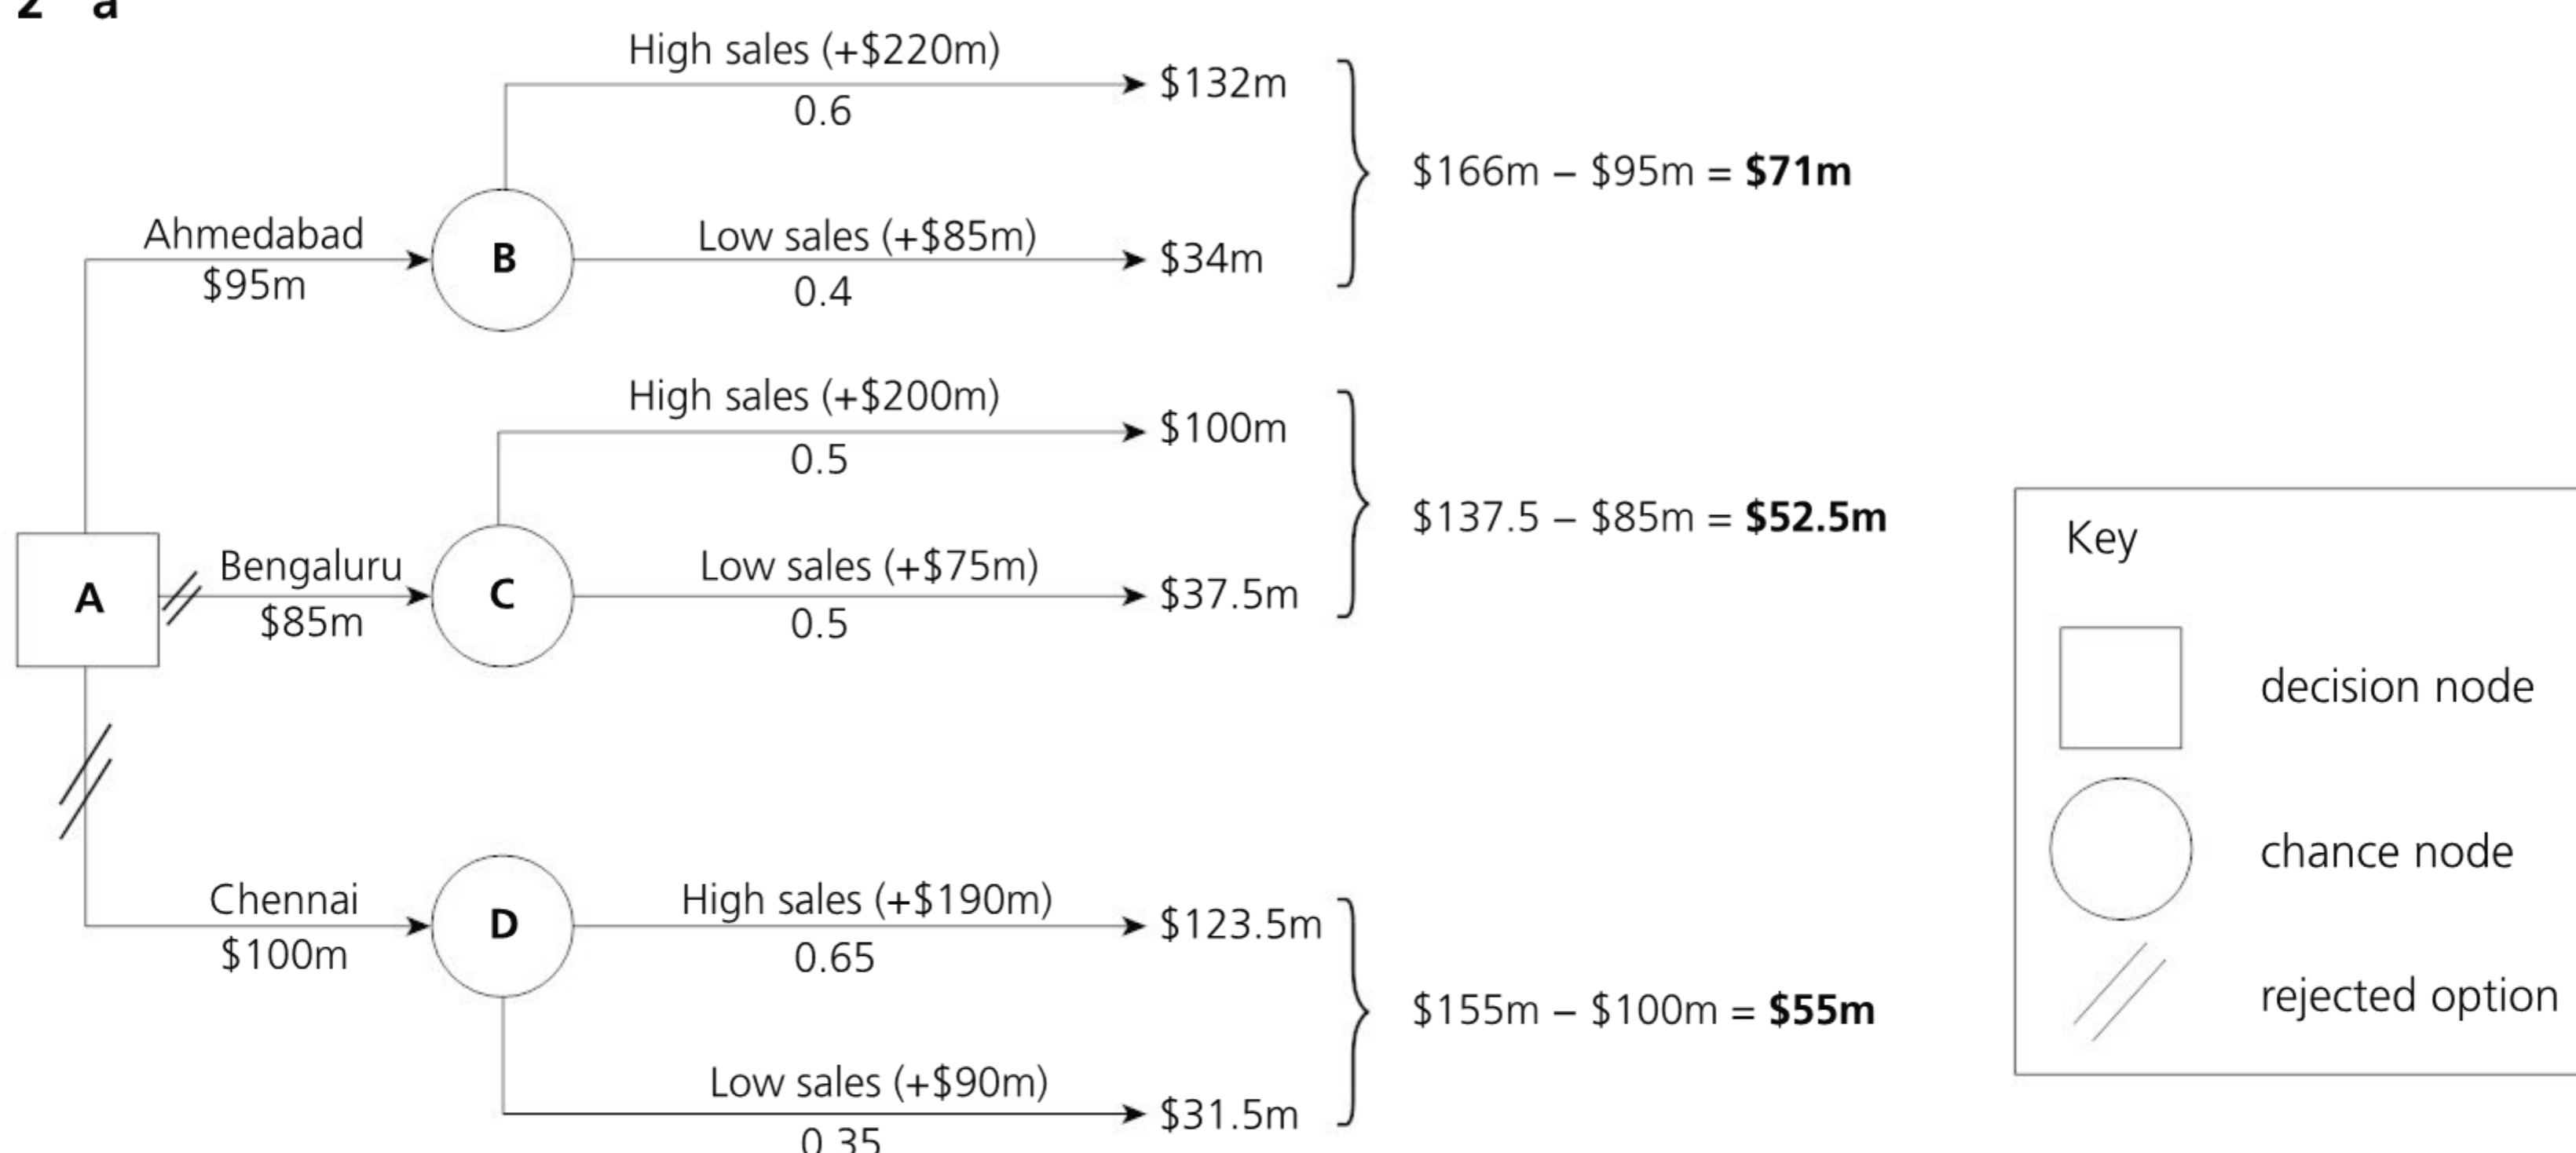 2 a
High sales (+$220m)
0.6
$132m
Ahmedabad
$95m
B
Low sales (+$85m)
0.4
$34m
$166m – $95m = $71m
High sales (+$200m)
0.5
$100m
A
Bengaluru
$85m
C
Low sales (+$75m)
0.5
$37.5m
$137.5 – $85m = $52.5m
Chennai
$100m
D
High sales (+$190m)
0.65
$123.5m
Low sales (+$90m)
0.35
$31.5m
$155m – $100m = $55m
Key
decision node
chance node
rejected option